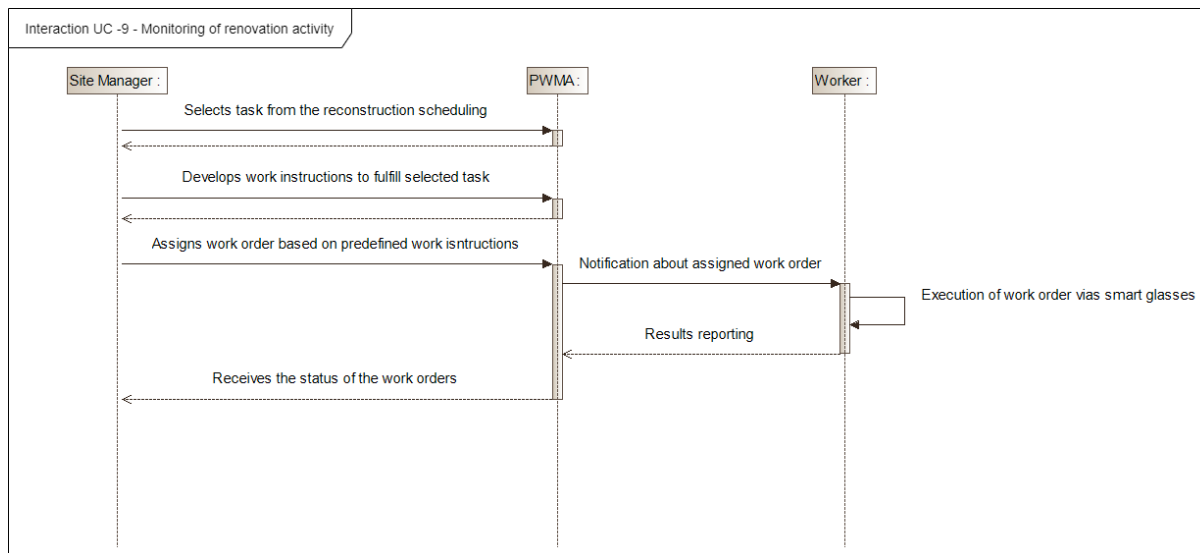 Interaction UC -9 - Monitoring of renovation activity
Site Manager :
PWMA :
Worker :
Selects task from the reconstruction scheduling
Develops work instructions to fulfill selected task
Assigns work order based on predefined work isntructions
Notification about assigned work order
Execution of work order vias smart glasses
Results reporting
Receives the status of the work orders